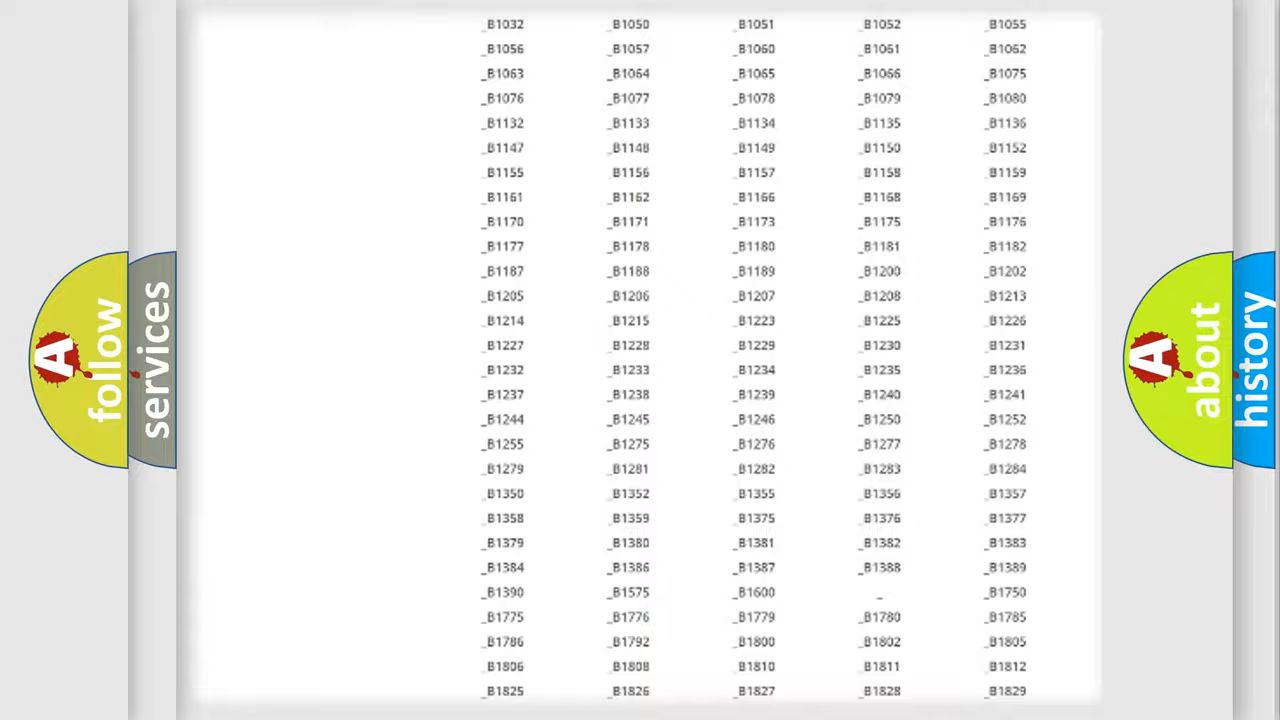 _B1032 _B1050 _B1051 _B1052 _B1055
_B1056 _B1057 _B1060 _B1061 _B1062
_B1063 _B1064 _B1065 _B1066 _B1075
_B1076 _B1077 _B1078 _B1079 _B1080
_B1132 _B1133 _B1134 _B1135 _B1136
_B1147 _B1148 _B1149 _B1150 _B1152
_B1155 _B1156 _B1157 _B1158 _B1159
_B1161 _B1162 _B1166 _B1168 _B1169
_B1170 _B1171 _B1173 _B1175 _B1176
_B1177 _B1178 _B1180 _B1181 _B1182
_B1187 _B1188 _B1189 _B1200 _B1202
_B1205 _B1206 _B1207 _B1208 _B1213
_B1214 _B1215 _B1223 _B1225 _B1226
_B1227 _B1228 _B1229 _B1230 _B1231
_B1232 _B1233 _B1234 _B1235 _B1236
_B1237 _B1238 _B1239 _B1240 _B1241
_B1244 _B1245 _B1246 _B1250 _B1252
_B1255 _B1275 _B1276 _B1277 _B1278
_B1279 _B1281 _B1282 _B1283 _B1284
_B1350 _B1352 _B1355 _B1356 _B1357
_B1358 _B1359 _B1375 _B1376 _B1377
_B1379 _B1380 _B1381 _B1382 _B1383
_B1384 _B1386 _B1387 _B1388 _B1389
_B1390 _B1575 _B1600 _ _B1750
_B1775 _B1776 _B1779 _B1780 _B1785
_B1786 _B1792 _B1800 _B1802 _B1805
_B1806 _B1808 _B1810 _B1811 _B1812
_B1825 _B1826 _B1827 _B1828 _B1829
A
follow
services
A
about
history